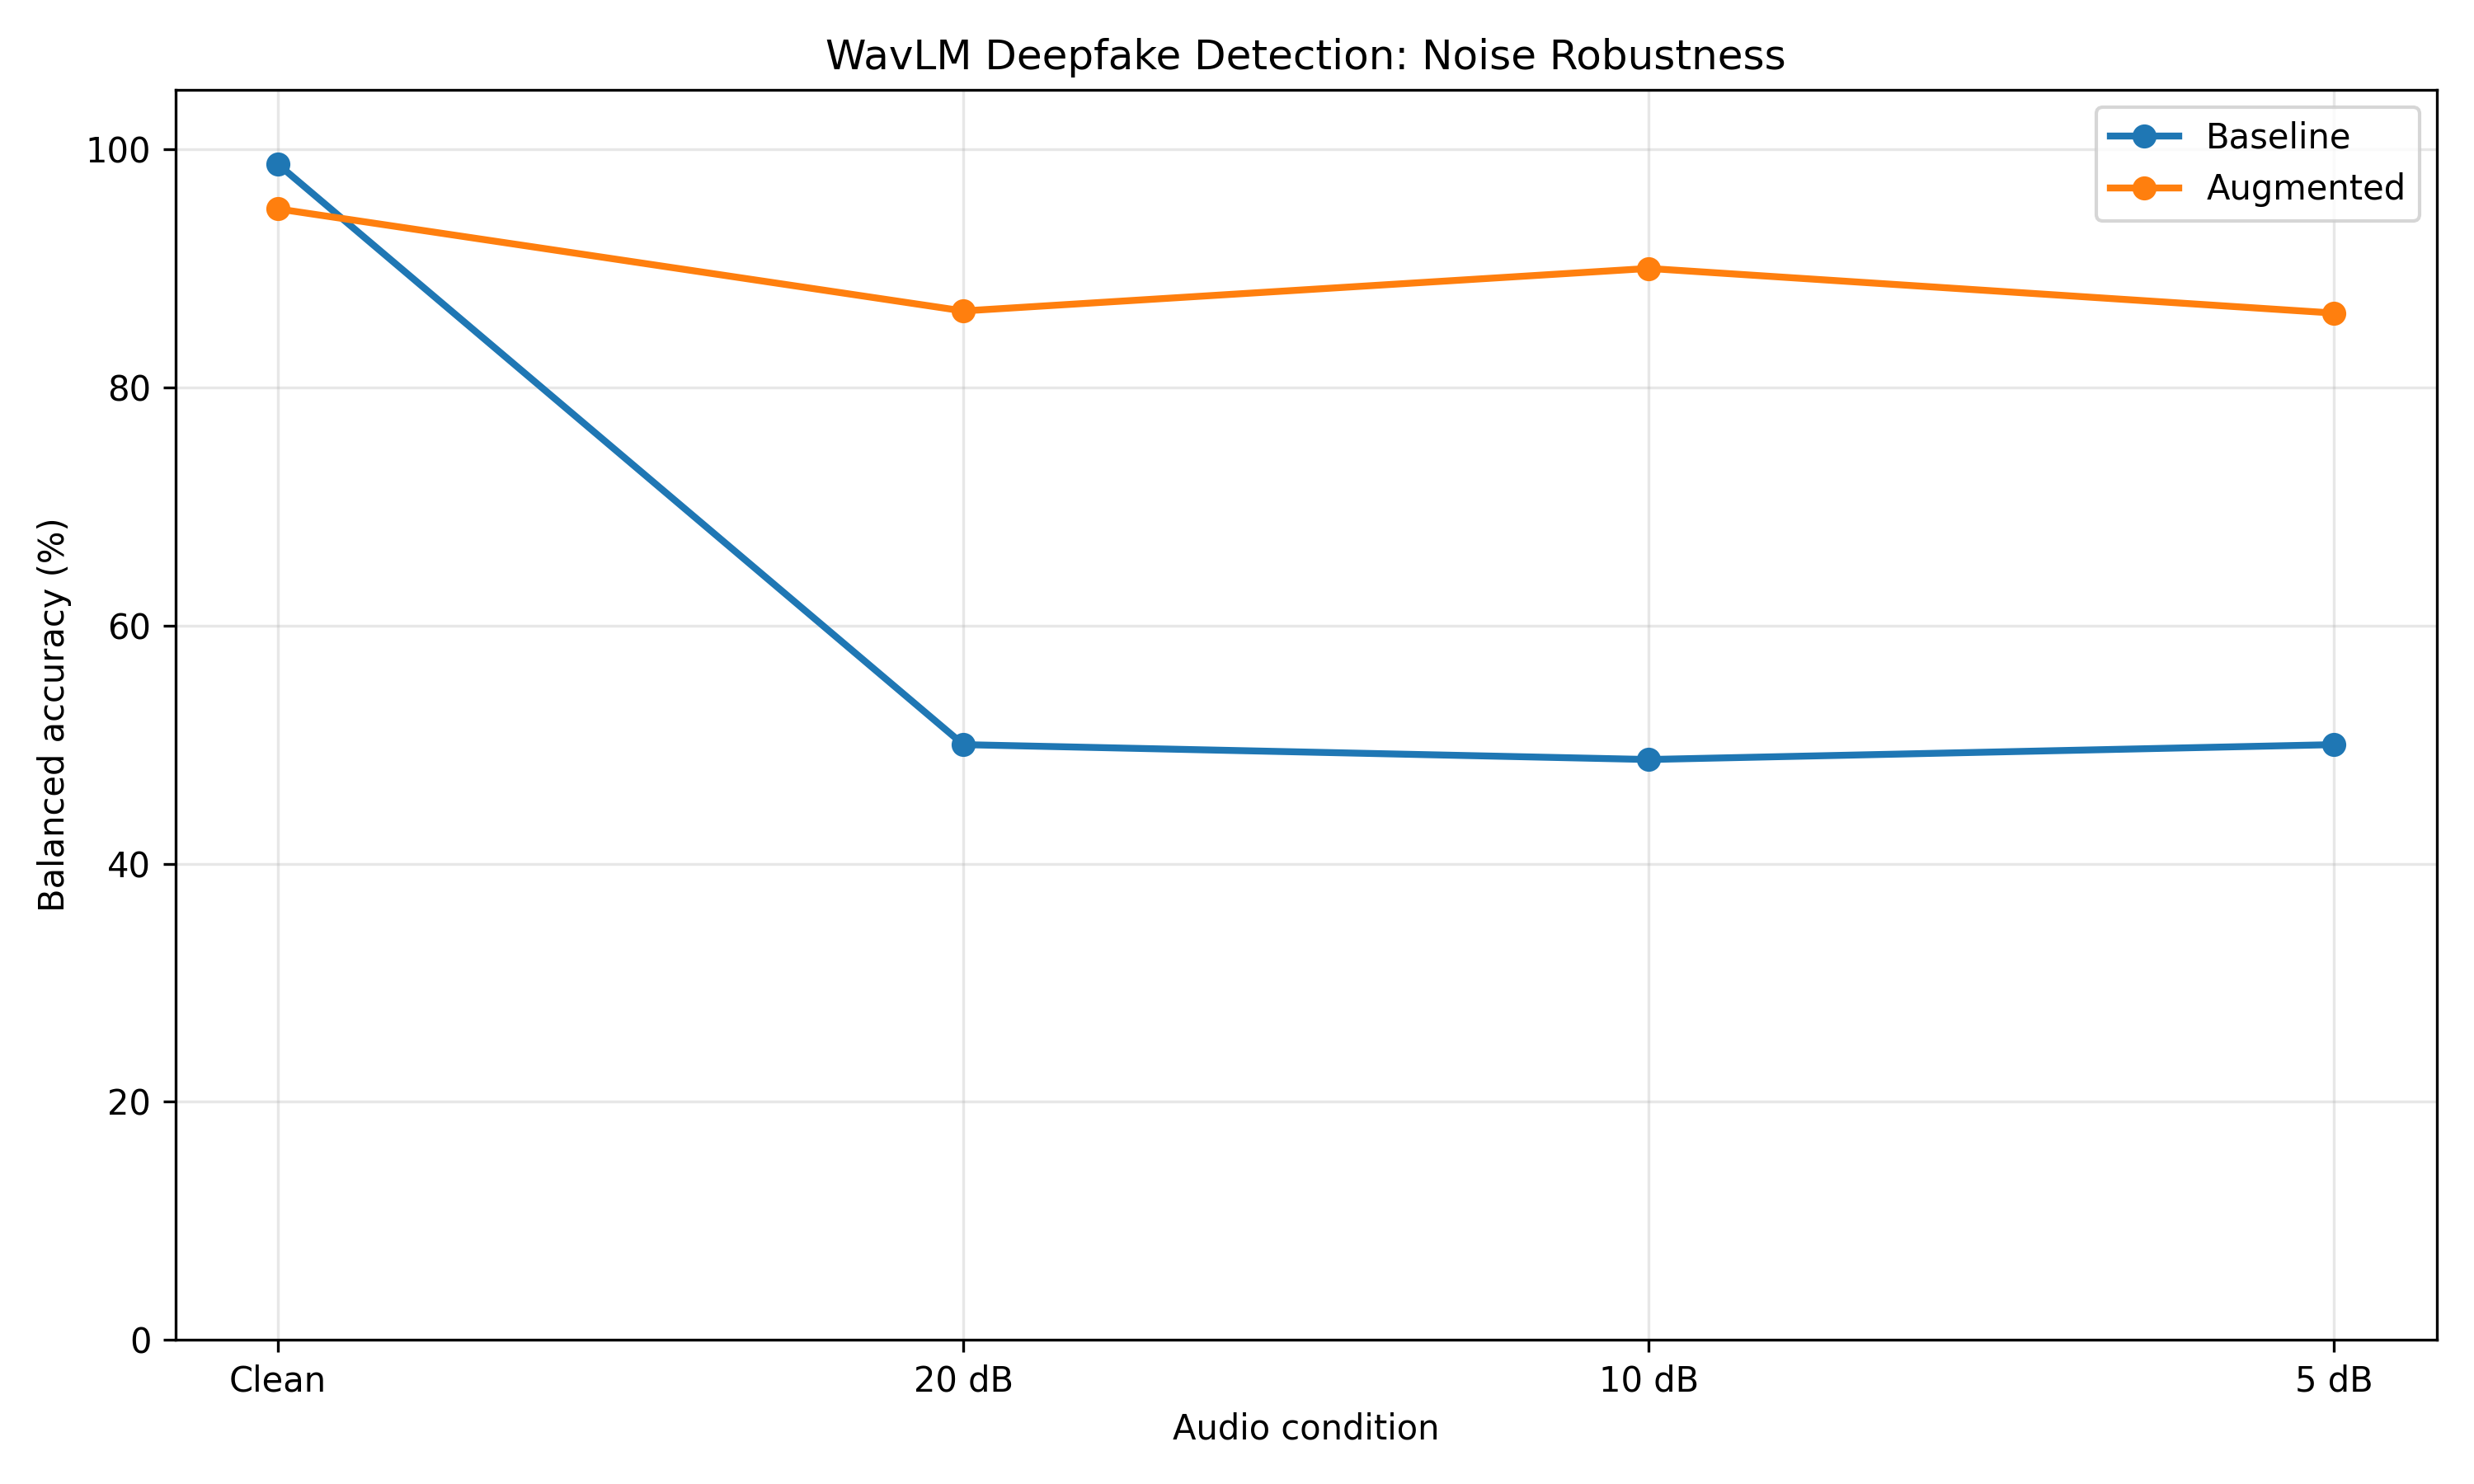 WavLM Deepfake Detection: Noise Robustness
Baseline
Augmented
Balanced accuracy (%)
100
80
60
40
20
0
Clean
20 dB
10 dB
5 dB
Audio condition